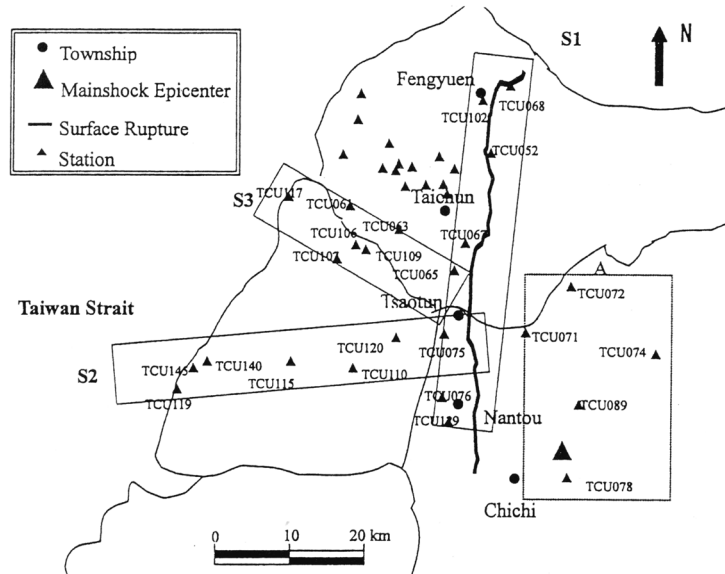 S1
N
Township
Mainshock Epicenter
Surface Rupture
Station
Fengyuen
TCU068
TCU102
TCU052
TCU117
S3
TCU061
Taichun
TCU063
TCU106
TCU067
TCU107
TCU109
TCU065
A
TCU072
Taiwan Strait
Tsaotun
TCU071
TCU120
TCU075
TCU074
TCU145
TCU140
S2
TCU115
TCU110
TCU119
TCU076
TCU089
Nantou
TCU129
TCU078
Chichi
0 10 20 km